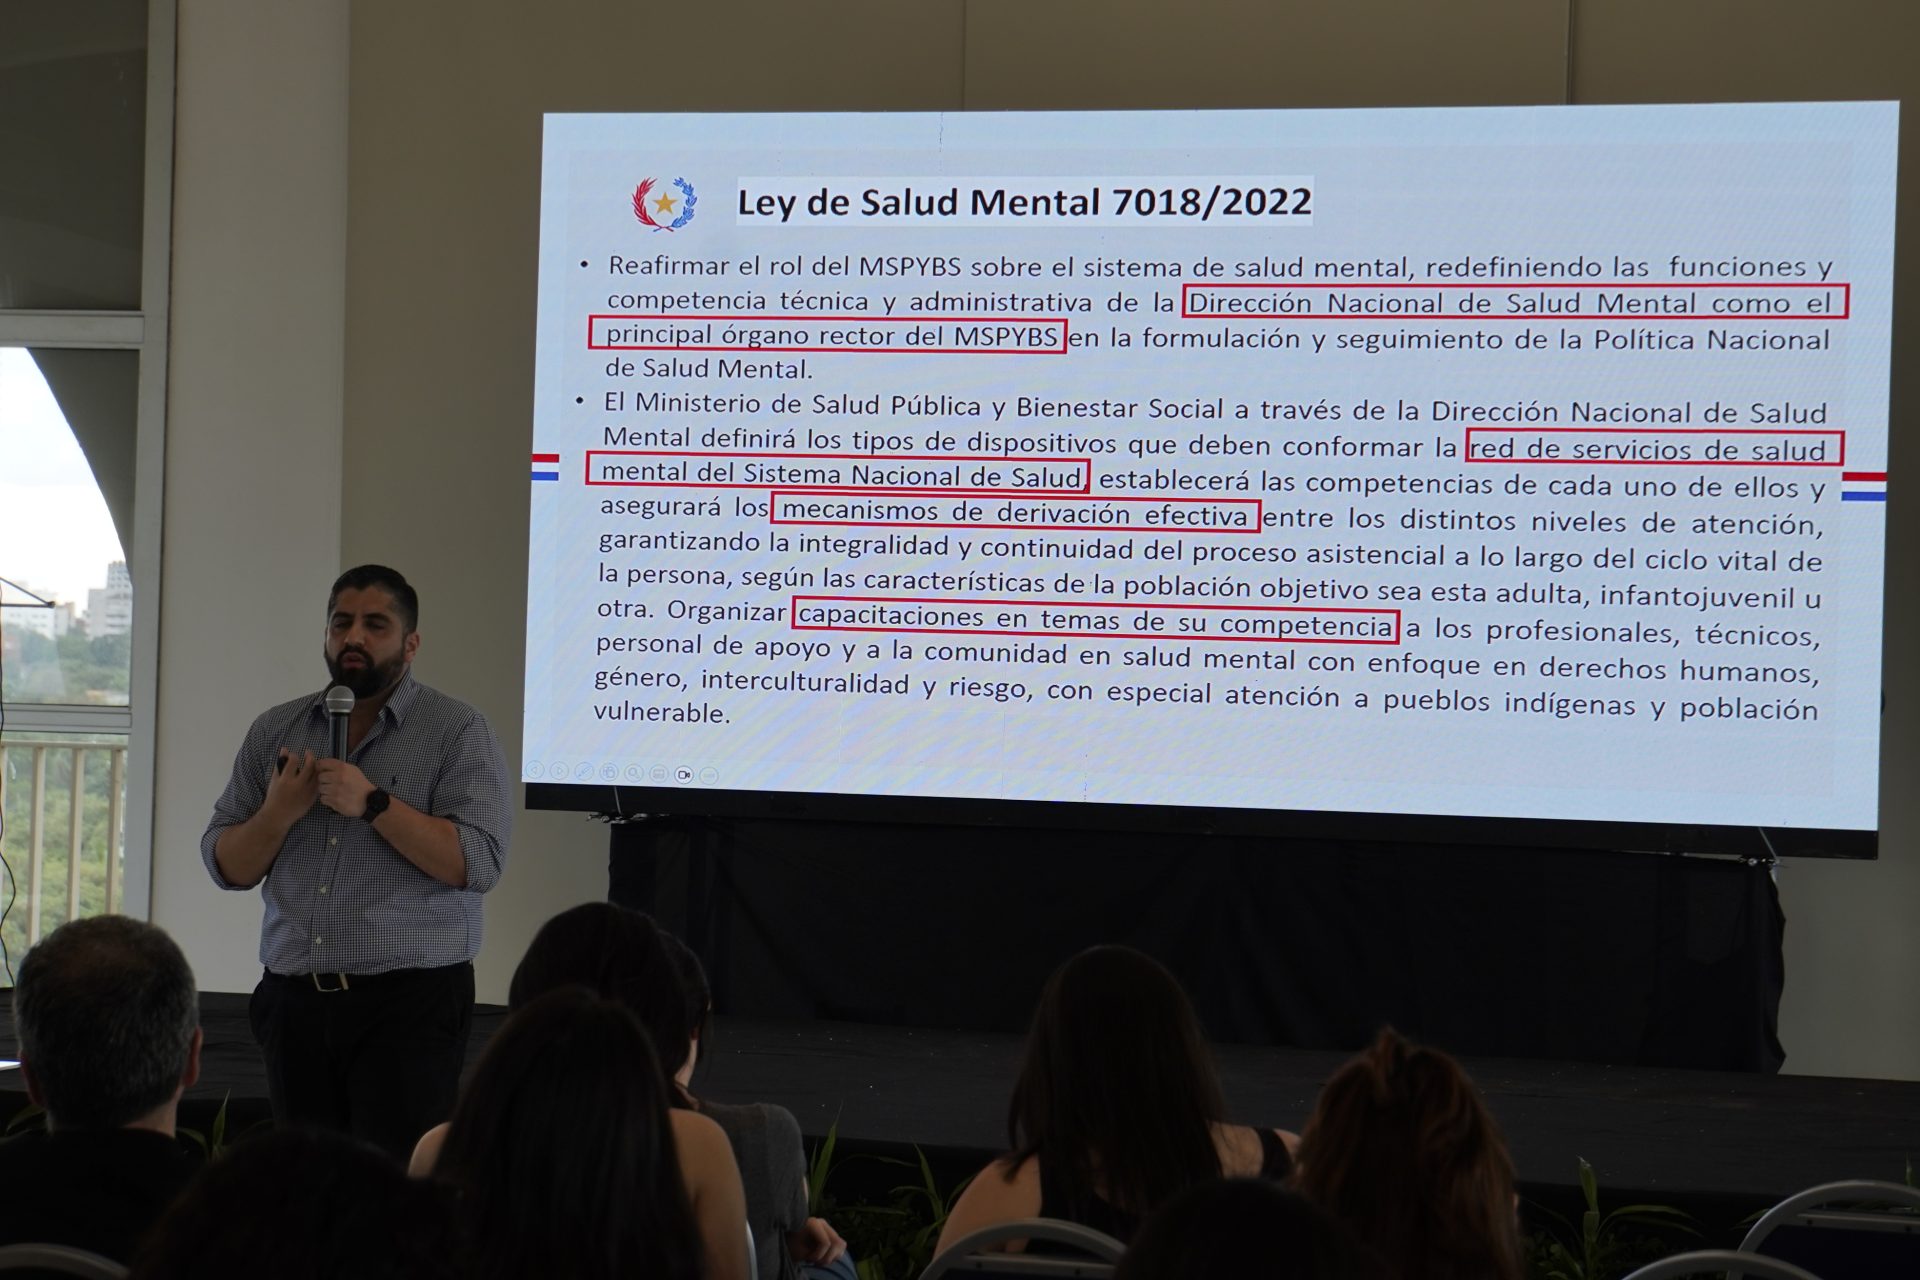 Ley de Salud Mental 7018/2022
• Reafirmar el rol del MSPYBS sobre el sistema de salud mental, redefiniendo las funciones y
competencia técnica y administrativa de la Dirección Nacional de Salud Mental como el
principal órgano rector del MSPYBS en la formulación y seguimiento de la Política Nacional
de Salud Mental.
• El Ministerio de Salud Pública y Bienestar Social a través de la Dirección Nacional de Salud
Mental definirá los tipos de dispositivos que deben conformar la red de servicios de salud
mental del Sistema Nacional de Salud, establecerá las competencias de cada uno de ellos y
asegurará los mecanismos de derivación efectiva entre los distintos niveles de atención,
garantizando la integralidad y continuidad del proceso asistencial a lo largo del ciclo vital de
la persona, según las características de la población objetivo sea esta adulta, infantojuvenil u
otra. Organizar capacitaciones en temas de su competencia a los profesionales, técnicos,
personal de apoyo y a la comunidad en salud mental con enfoque en derechos humanos,
género, interculturalidad y riesgo, con especial atención a pueblos indígenas y población
vulnerable.